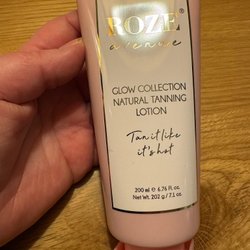 ROZE®
avenue
GLOW COLLECTION
NATURAL TANNING
LOTION
Tan it like
it's hot
200 ml ℮ 6.76 fl. oz.
Net Wt. 202 g / 7.1 oz.